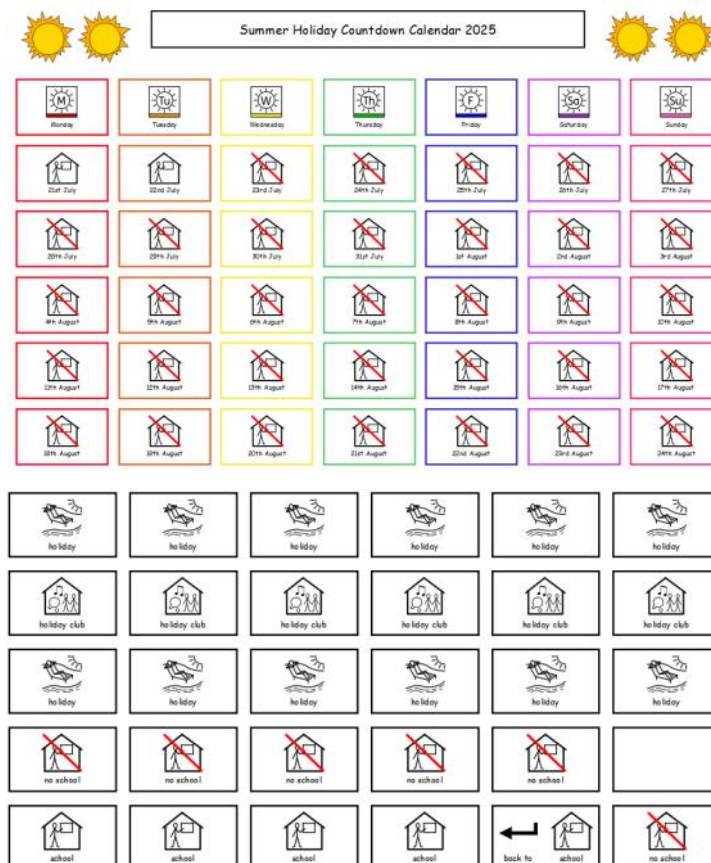 Summer Holiday Countdown Calendar 2025
M Tu W Th F Sa Su
Monday Tuesday Wednesday Thursday Friday Saturday Sunday
21st July 22nd July 23rd July 24th July 25th July 26th July 27th July
28th July 29th July 30th July 31st July 1st August 2nd August 3rd August
4th August 5th August 6th August 7th August 8th August 9th August 10th August
11th August 12th August 13th August 14th August 15th August 16th August 17th August
18th August 19th August 20th August 21st August 22nd August 23rd August 24th August
holiday holiday holiday holiday holiday holiday
holiday club holiday club holiday club holiday club holiday club holiday club
holiday holiday holiday holiday holiday holiday
no school no school no school no school no school
school school school school back to school no school